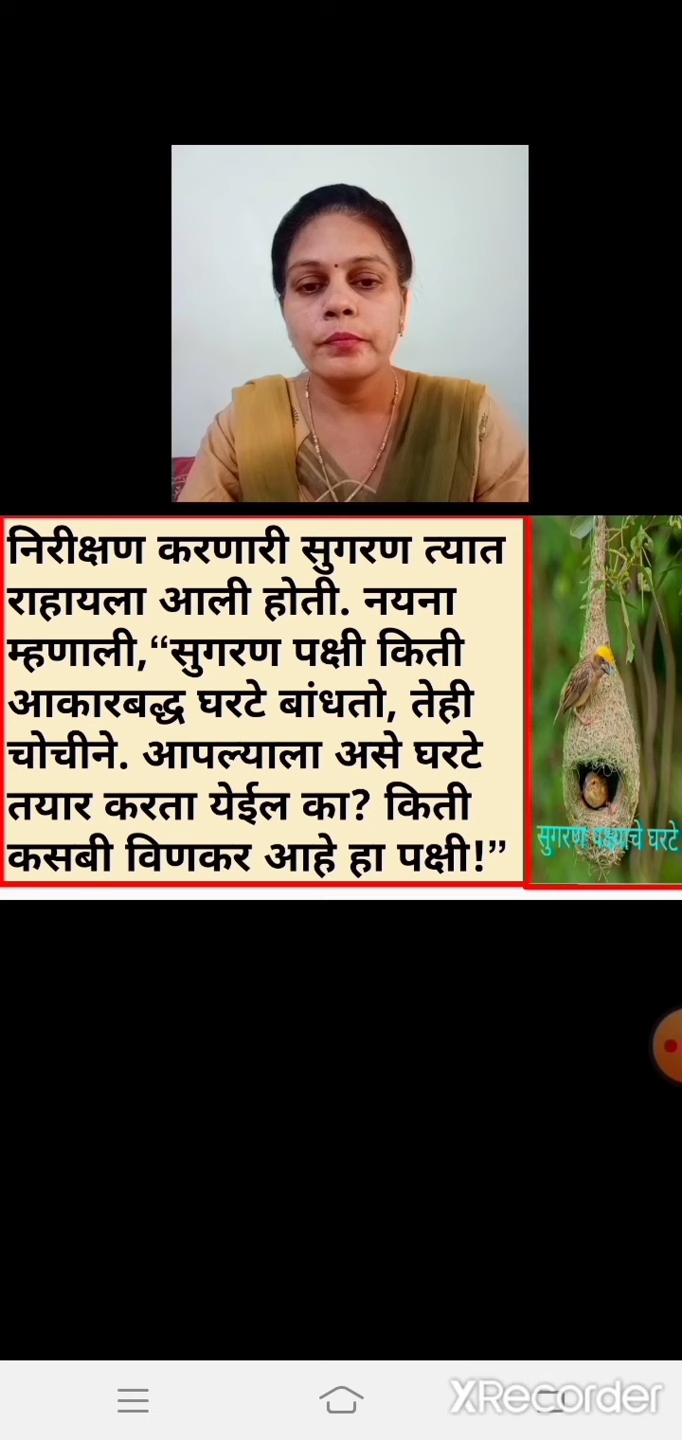 निरीक्षण करणारी सुगरण त्यात
राहायला आली होती. नयना
म्हणाली,“सुगरण पक्षी किती
आकारबद्ध घरटे बांधतो, तेही
चोचीने. आपल्याला असे घरटे
तयार करता येईल का? किती
कसबी विणकर आहे हा पक्षी!”
सुगरण पक्ष्याचे घरटे
XRecorder